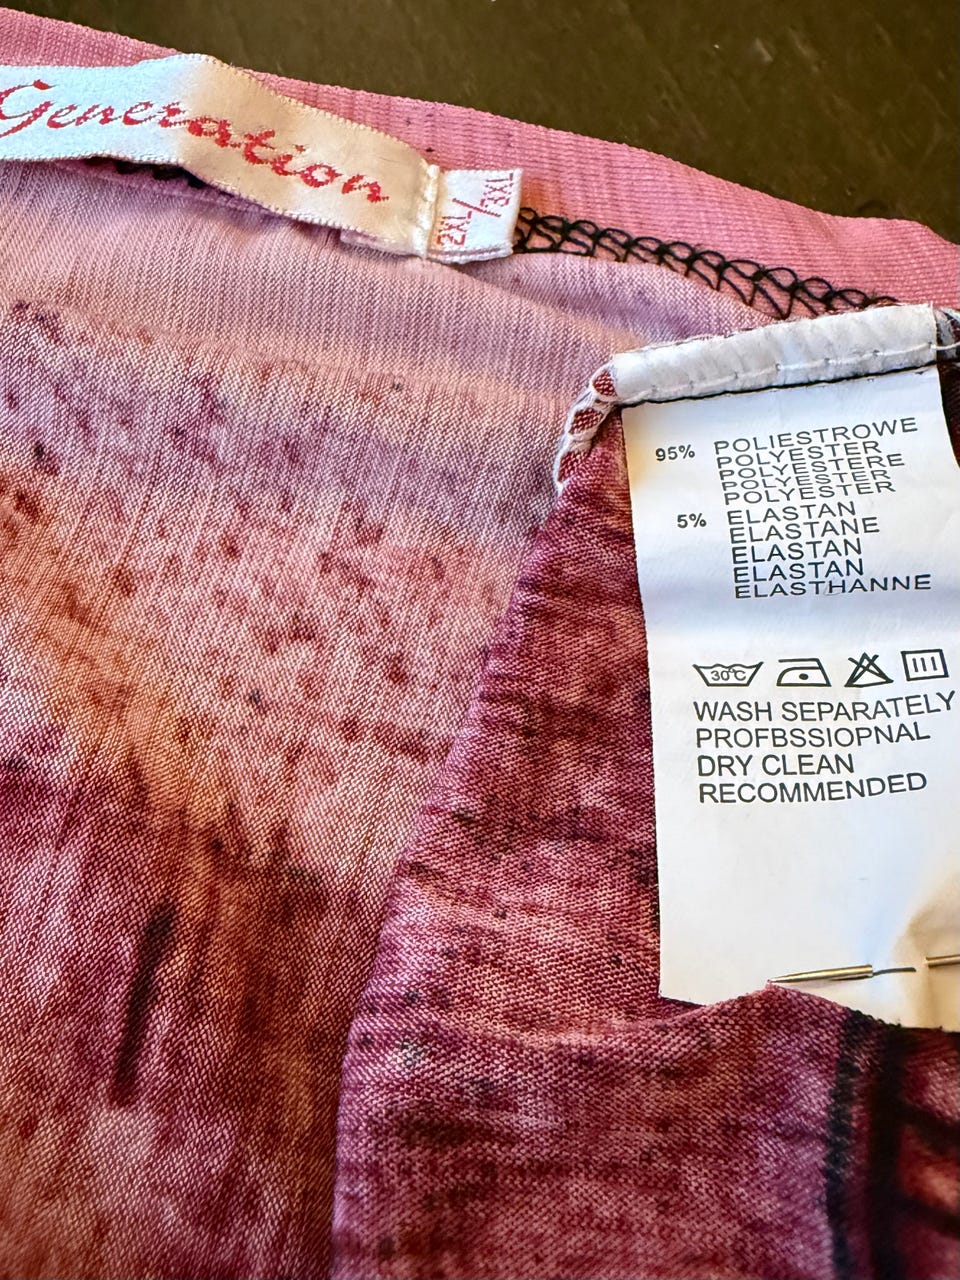 Generation
2XL/3XL
95% POLIESTROWE
POLYESTER
POLYESTERE
POLYESTER
POLYESTER
5% ELASTAN
ELASTANE
ELASTAN
ELASTAN
ELASTHANNE
30°C
WASH SEPARATELY
PROFBSSIOPNAL
DRY CLEAN
RECOMMENDED